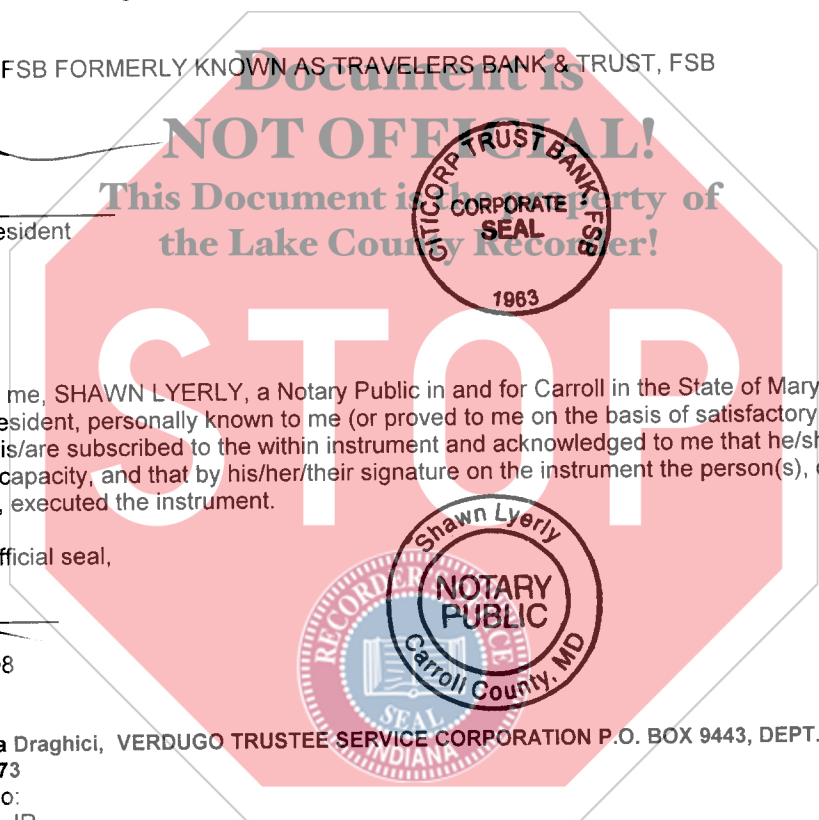 FSB FORMERLY KNOWN AS TRAVELERS BANK & TRUST, FSB
Document is
NOT OFFICIAL!
This Document is the property of
the Lake County Recorder!
CITICORP TRUST BANK, FSB
CORPORATE
SEAL
1963
esident
STOP
me, SHAWN LYERLY, a Notary Public in and for Carroll in the State of Mary
esident, personally known to me (or proved to me on the basis of satisfactory
is/are subscribed to the within instrument and acknowledged to me that he/sh
capacity, and that by his/her/their signature on the instrument the person(s),
, executed the instrument.
fficial seal,
Shawn Lyerly
NOTARY
PUBLIC
Carroll County, MD
8
RECORDER'S OFFICE
SEAL
INDIANA
a Draghici, VERDUGO TRUSTEE SERVICE CORPORATION P.O. BOX 9443, DEPT.
73
o: